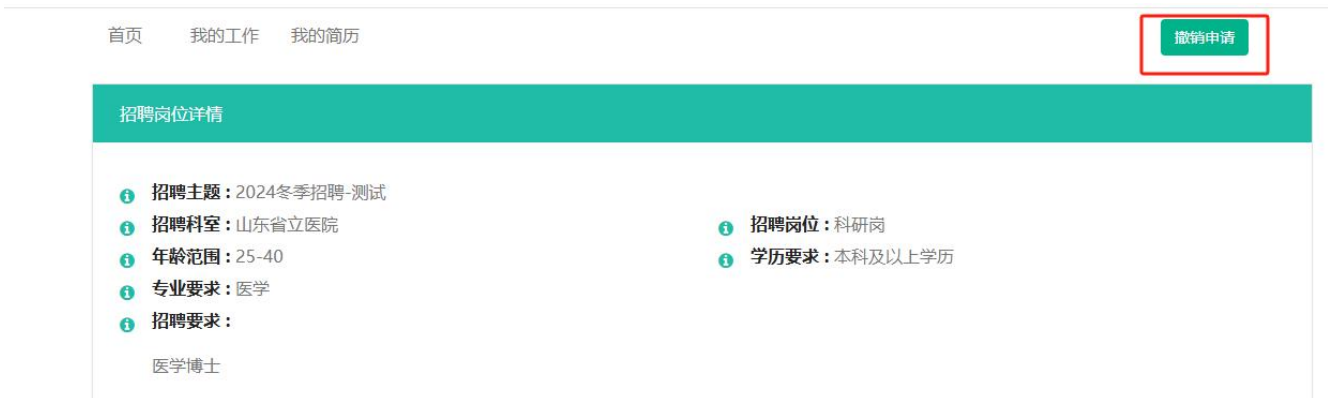 首页 我的工作 我的简历 撤销申请
招聘岗位详情
招聘主题：2024冬季招聘-测试
招聘科室：山东省立医院 招聘岗位：科研岗
年龄范围：25-40 学历要求：本科及以上学历
专业要求：医学
招聘要求：
医学博士